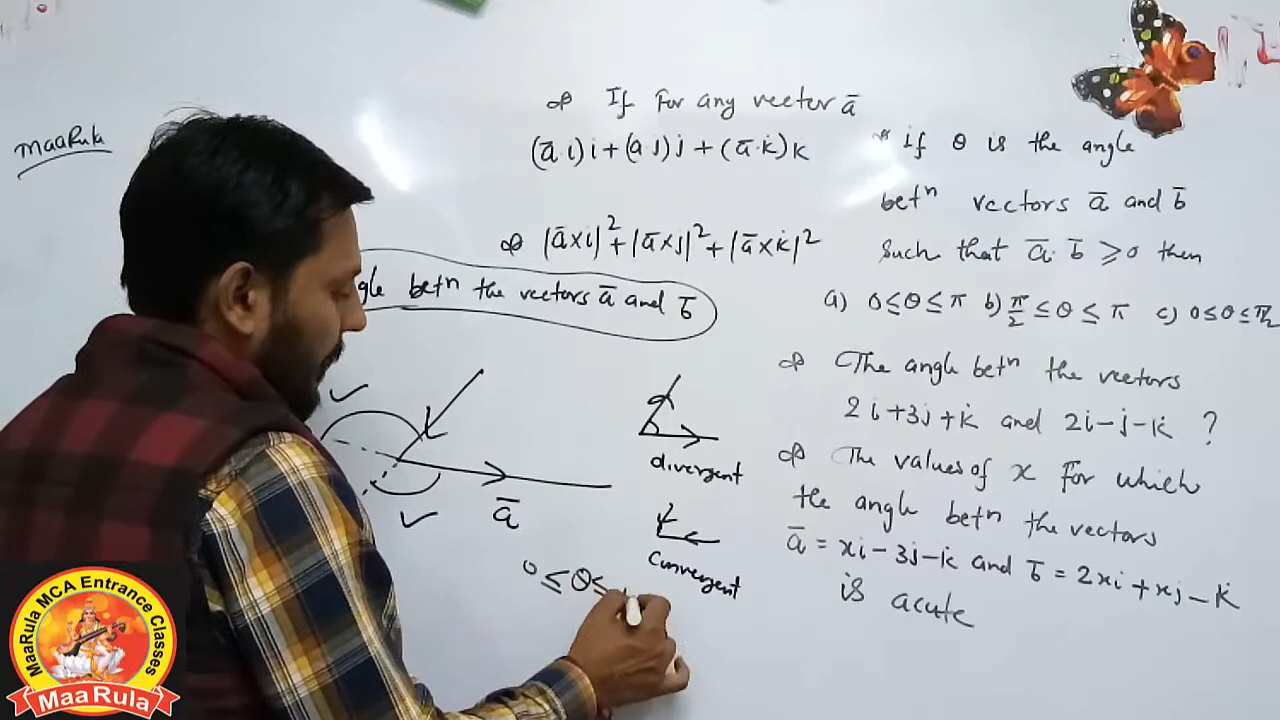 MaaRula
If For any vector a̅
(a̅.i)i+(a.j)j+(a̅.k)k
|a̅×i|²+|a̅×j|²+|a̅×k|²
gle betⁿ the vectors a̅ and b̅
a̅
divergent
Convergent
0≤θ≤
* if θ is the angle
betⁿ vectors a̅ and b̅
Such that a̅.b̅ ≥0 then
a) 0≤θ≤π b) π/2 ≤θ≤π c) 0≤θ≤π/2
The angle betⁿ the vectors
2i+3j+k and 2i-j-k ?
The values of x For which
the angle betⁿ the vectors
a̅ = xi-3j-k and b̅ = 2xi+xj-k
is acute
MaaRula MCA Entrance Classes
MaaRula